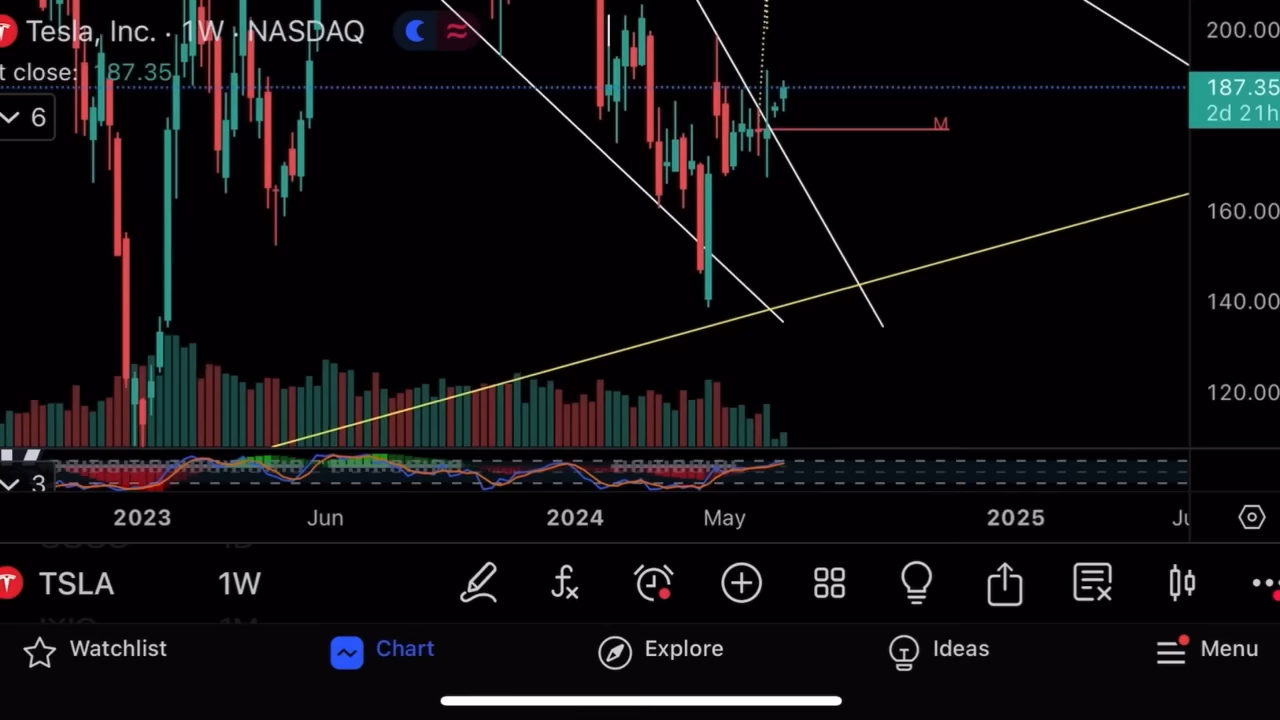 Tesla, Inc. · 1W · NASDAQ
200.00
t close: 187.35
187.35
2d 21h
6
M
160.00
140.00
120.00
3
2023 Jun 2024 May 2025 Ju
TSLA 1W
Watchlist Chart Explore Ideas Menu